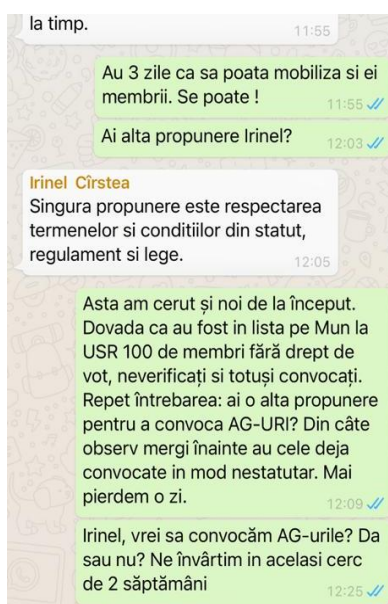 la timp.
11:55
Au 3 zile ca sa poata mobiliza si ei
membrii. Se poate !
11:55
Ai alta propunere Irinel?
12:03
Irinel Cîrstea
Singura propunere este respectarea
termenelor si conditiilor din statut,
regulament si lege.
12:05
Asta am cerut și noi de la început.
Dovada ca au fost in lista pe Mun la
USR 100 de membri fără drept de
vot, neverificați si totuși convocați.
Repet întrebarea: ai o alta propunere
pentru a convoca AG-URI? Din câte
observ mergi înainte au cele deja
convocate in mod nestatutar. Mai
pierdem o zi.
12:09
Irinel, vrei sa convocăm AG-urile? Da
sau nu? Ne învârtim in acelasi cerc
de 2 săptămâni
12:25